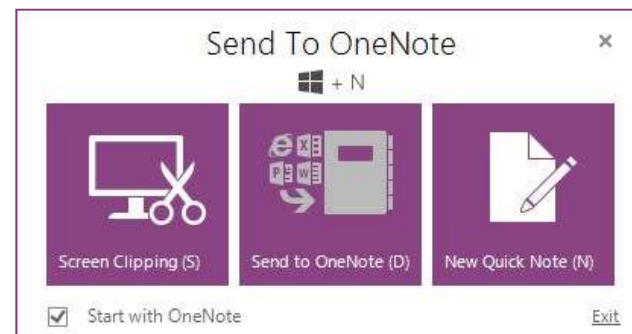 Send To OneNote
+ N
Screen Clipping (S) Send to OneNote (D) New Quick Note (N)
Start with OneNote Exit